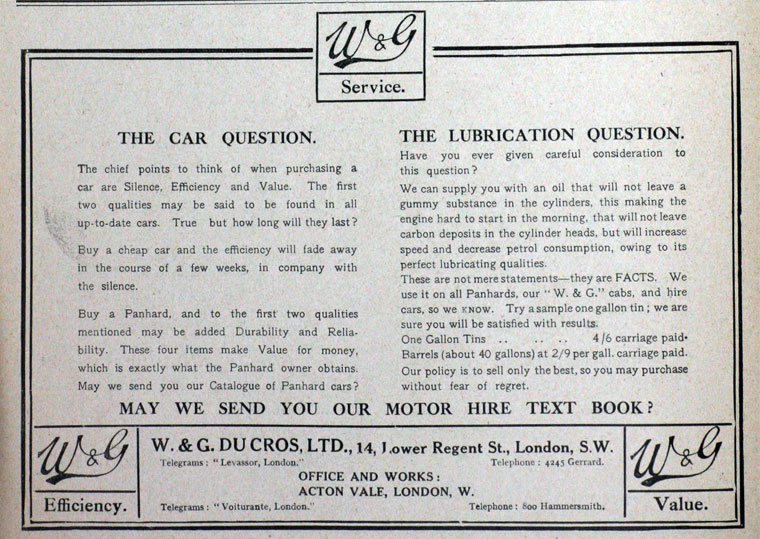 W & G
Service.
THE CAR QUESTION.
The chief points to think of when purchasing a
car are Silence, Efficiency and Value. The first
two qualities may be said to be found in all
up-to-date cars. True but how long will they last?
Buy a cheap car and the efficiency will fade away
in the course of a few weeks, in company with
the silence.
Buy a Panhard, and to the first two qualities
mentioned may be added Durability and Relia-
bility. These four items make Value for money,
which is exactly what the Panhard owner obtains.
May we send you our Catalogue of Panhard cars?
THE LUBRICATION QUESTION.
Have you ever given careful consideration to
this question?
We can supply you with an oil that will not leave a
gummy substance in the cylinders, this making the
engine hard to start in the morning, that will not leave
carbon deposits in the cylinder heads, but will increase
speed and decrease petrol consumption, owing to its
perfect lubricating qualities.
These are not mere statements—they are FACTS. We
use it on all Panhards, our "W. & G." cabs, and hire
cars, so we KNOW. Try a sample one gallon tin; we are
sure you will be satisfied with results.
One Gallon Tins .. .. .. 4/6 carriage paid.
Barrels (about 40 gallons) at 2/9 per gall. carriage paid.
Our policy is to sell only the best, so you may purchase
without fear of regret.
MAY WE SEND YOU OUR MOTOR HIRE TEXT BOOK?
W & G
Efficiency.
W. & G. DU CROS, LTD., 14, Lower Regent St., London, S.W.
Telegrams: "Levassor, London." Telephone: 4245 Gerrard.
OFFICE AND WORKS:
ACTON VALE, LONDON, W.
Telegrams: "Voiturante, London." Telephone: 800 Hammersmith.
W & G
Value.